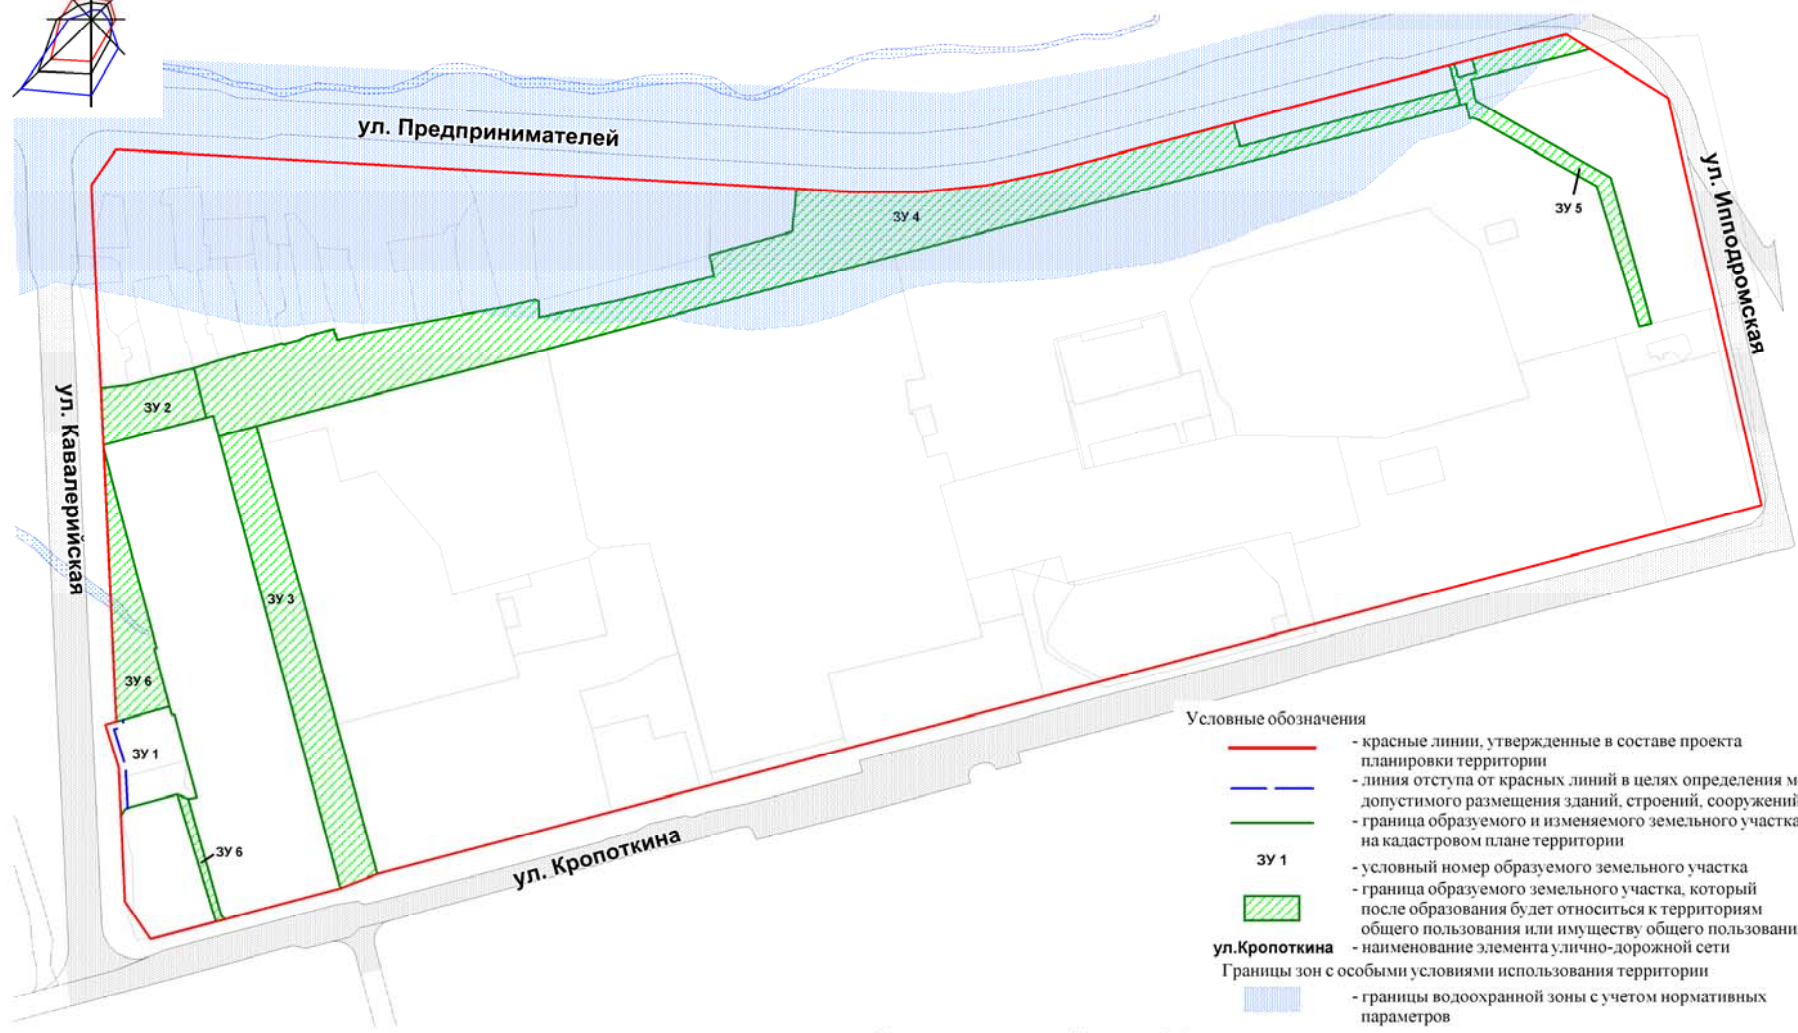 ул. Предпринимателей
ул. Ипподромская
ЗУ 4
ЗУ 5
ЗУ 2
ул. Кавалерийская
ЗУ 3
ЗУ 6
ЗУ 1
ЗУ 6
ул. Кропоткина
Условные обозначения
- красные линии, утвержденные в составе проекта
планировки территории
- линия отступа от красных линий в целях определения м
допустимого размещения зданий, строений, сооружений
- граница образуемого и изменяемого земельного участка
на кадастровом плане территории
ЗУ 1 - условный номер образуемого земельного участка
- граница образуемого земельного участка, который
после образования будет относиться к территориям
общего пользования или имуществу общего пользовани
ул.Кропоткина - наименование элемента улично-дорожной сети
Границы зон с особыми условиями использования территории
- границы водоохранной зоны с учетом нормативных
параметров